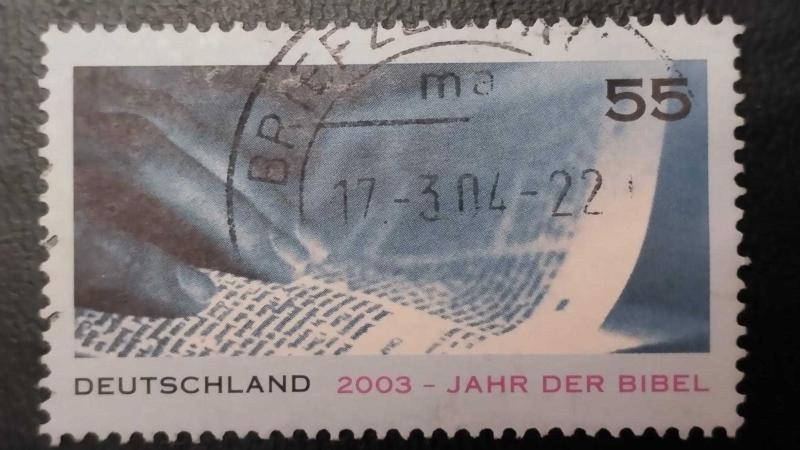 55
ma
17.-3.04-22
DEUTSCHLAND 2003 – JAHR DER BIBEL